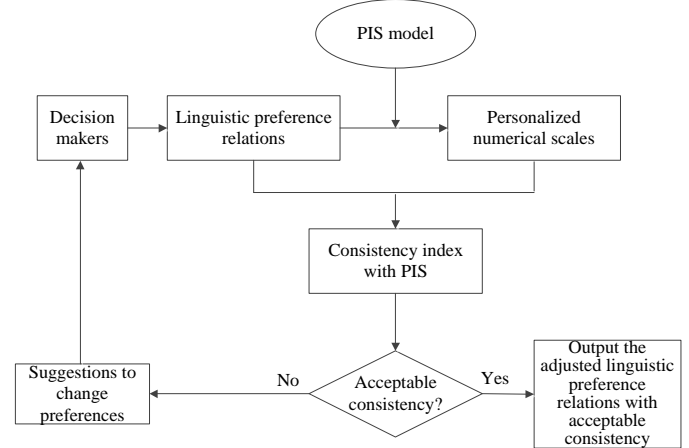 PIS model
Decision
makers
Linguistic preference
relations
Personalized
numerical scales
Consistency index
with PIS
Suggestions to
change
preferences
No
Acceptable
consistency?
Yes
Output the
adjusted linguistic
preference
relations with
acceptable
consistency